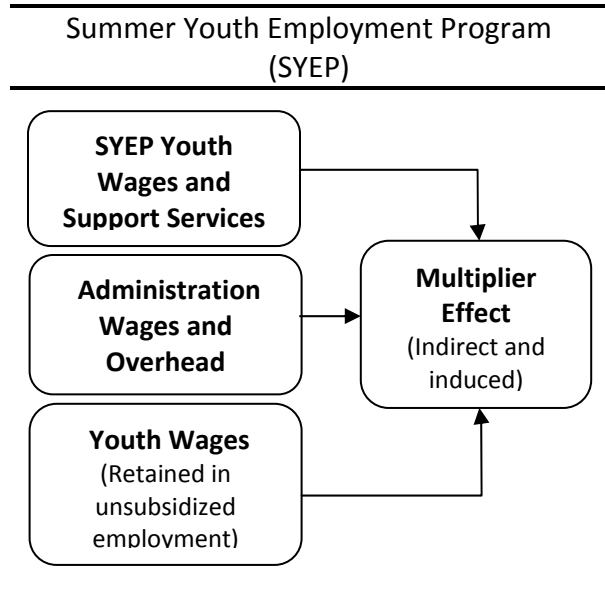 Summer Youth Employment Program
(SYEP)
SYEP Youth
Wages and
Support Services
Administration
Wages and
Overhead
Youth Wages
(Retained in
unsubsidized
employment)
Multiplier
Effect
(Indirect and
induced)